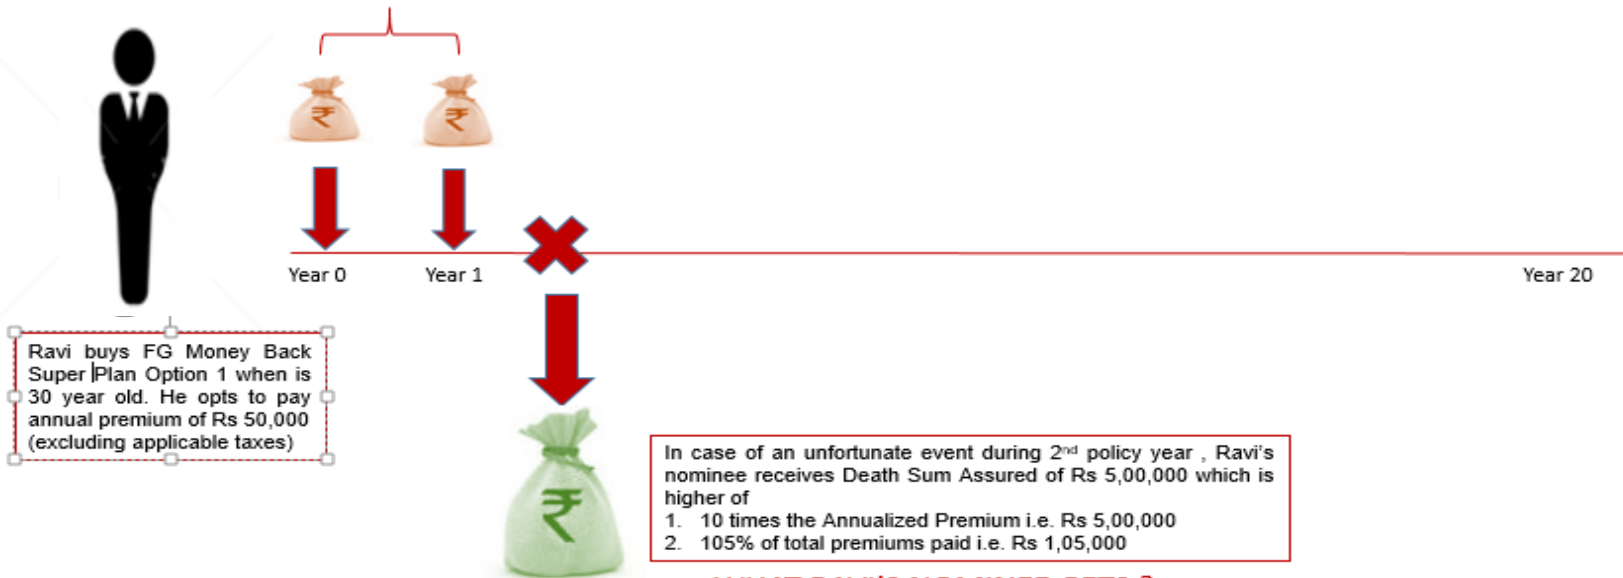 ₹
₹
Year 0
Year 1
Year 20
Ravi buys FG Money Back
Super Plan Option 1 when is
30 year old. He opts to pay
annual premium of Rs 50,000
(excluding applicable taxes)
₹
In case of an unfortunate event during 2nd policy year , Ravi's
nominee receives Death Sum Assured of Rs 5,00,000 which is
higher of
1. 10 times the Annualized Premium i.e. Rs 5,00,000
2. 105% of total premiums paid i.e. Rs 1,05,000